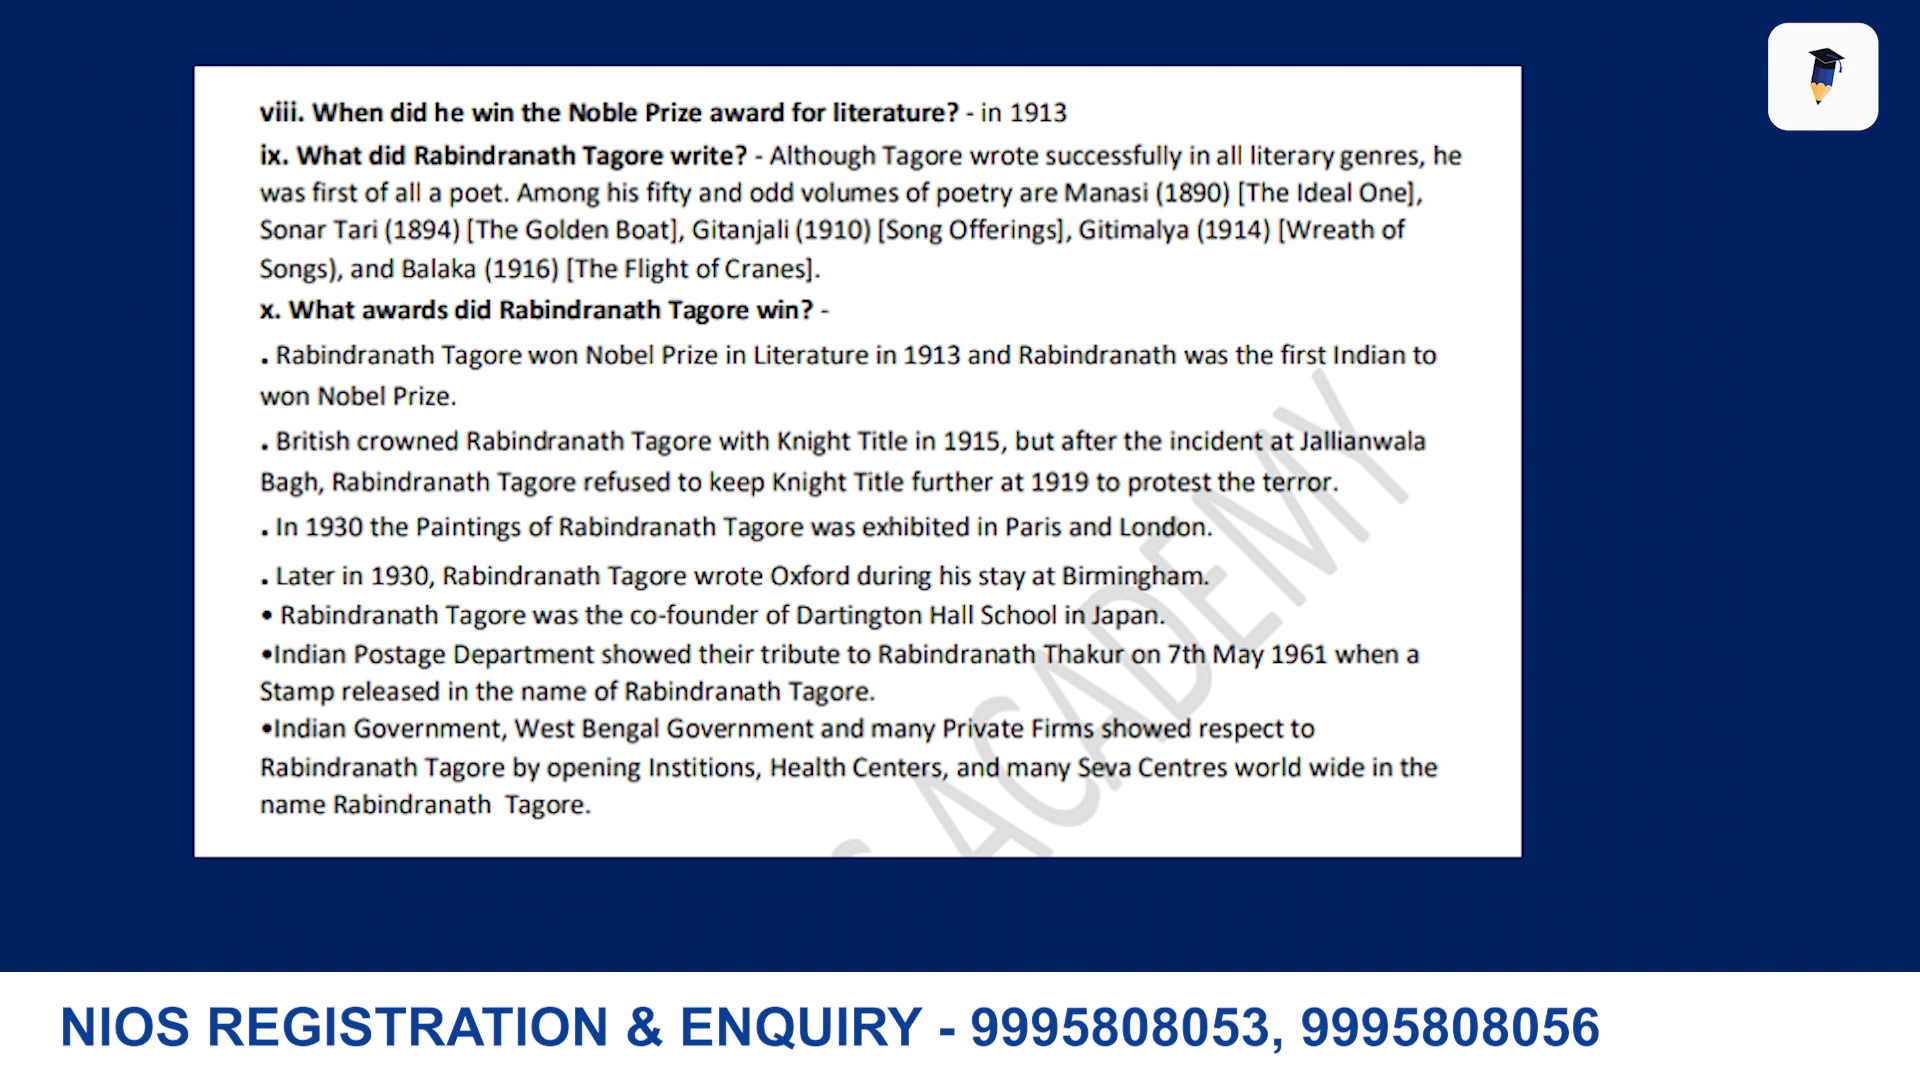 viii. When did he win the Noble Prize award for literature? - in 1913
ix. What did Rabindranath Tagore write? - Although Tagore wrote successfully in all literary genres, he
was first of all a poet. Among his fifty and odd volumes of poetry are Manasi (1890) [The Ideal One],
Sonar Tari (1894) [The Golden Boat], Gitanjali (1910) [Song Offerings], Gitimalya (1914) [Wreath of
Songs), and Balaka (1916) [The Flight of Cranes].
x. What awards did Rabindranath Tagore win? -
. Rabindranath Tagore won Nobel Prize in Literature in 1913 and Rabindranath was the first Indian to
won Nobel Prize.
. British crowned Rabindranath Tagore with Knight Title in 1915, but after the incident at Jallianwala
Bagh, Rabindranath Tagore refused to keep Knight Title further at 1919 to protest the terror.
. In 1930 the Paintings of Rabindranath Tagore was exhibited in Paris and London.
. Later in 1930, Rabindranath Tagore wrote Oxford during his stay at Birmingham.
• Rabindranath Tagore was the co-founder of Dartington Hall School in Japan.
•Indian Postage Department showed their tribute to Rabindranath Thakur on 7th May 1961 when a
Stamp released in the name of Rabindranath Tagore.
•Indian Government, West Bengal Government and many Private Firms showed respect to
Rabindranath Tagore by opening Institions, Health Centers, and many Seva Centres world wide in the
name Rabindranath Tagore.
ACADEMY
NIOS REGISTRATION & ENQUIRY - 9995808053, 9995808056